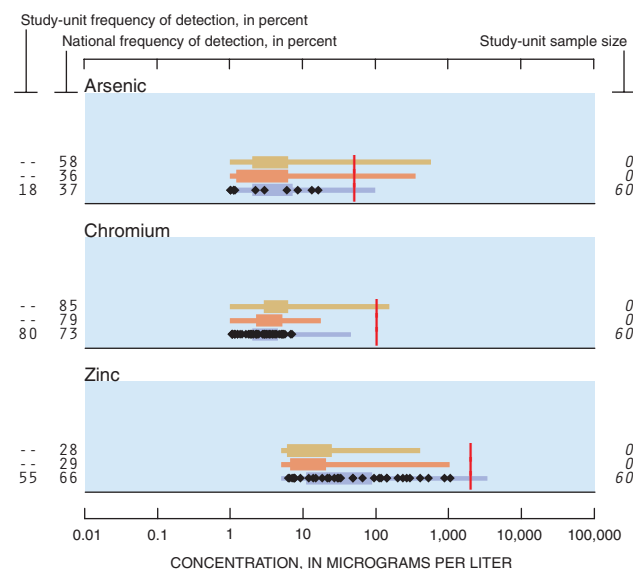 Study-unit frequency of detection, in percent
National frequency of detection, in percent
Study-unit sample size
Arsenic
-- 58 0
-- 36 0
18 37 60
Chromium
-- 85 0
-- 79 0
80 73 60
Zinc
-- 28 0
-- 29 0
55 66 60
0.01 0.1 1 10 100 1,000 10,000 100,000
CONCENTRATION, IN MICROGRAMS PER LITER